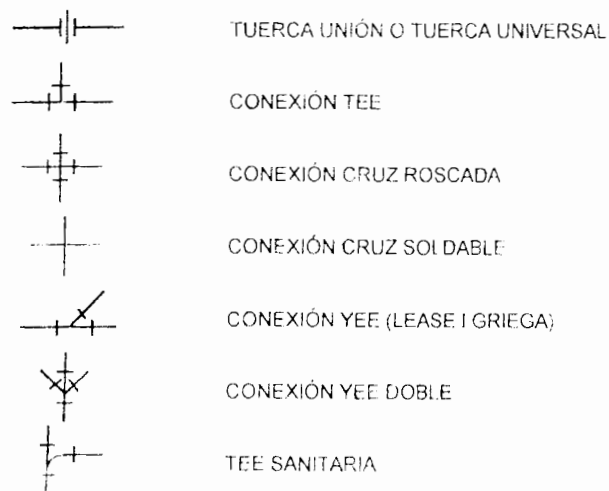 TUERCA UNIÓN O TUERCA UNIVERSAL
CONEXIÓN TEE
CONEXIÓN CRUZ ROSCADA
CONEXIÓN CRUZ SOLDABLE
CONEXIÓN YEE (LEASE I GRIEGA)
CONEXIÓN YEE DOBLE
TEE SANITARIA